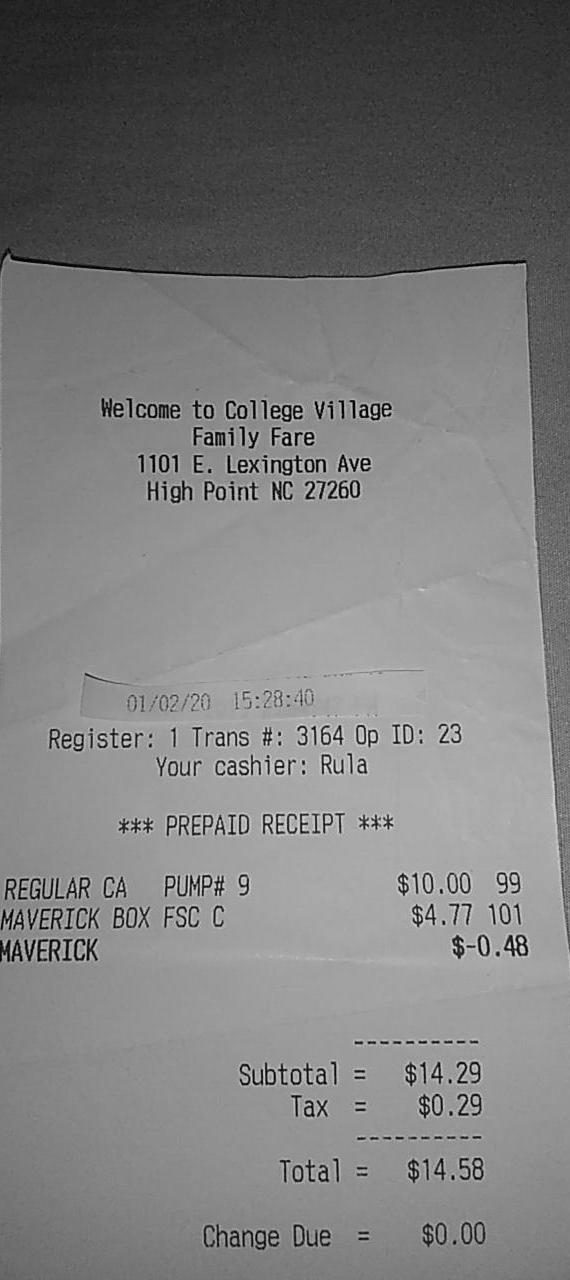 Welcome to College Village
Family Fare
1101 E. Lexington Ave
High Point NC 27260
01/02/20 15:28:40
Register: 1 Trans #: 3164 Op ID: 23
Your cashier: Rula
*** PREPAID RECEIPT ***
REGULAR CA PUMP# 9 $10.00 99
MAVERICK BOX FSC C $4.77 101
MAVERICK $-0.48
----------
Subtotal = $14.29
Tax = $0.29
----------
Total = $14.58
Change Due = $0.00